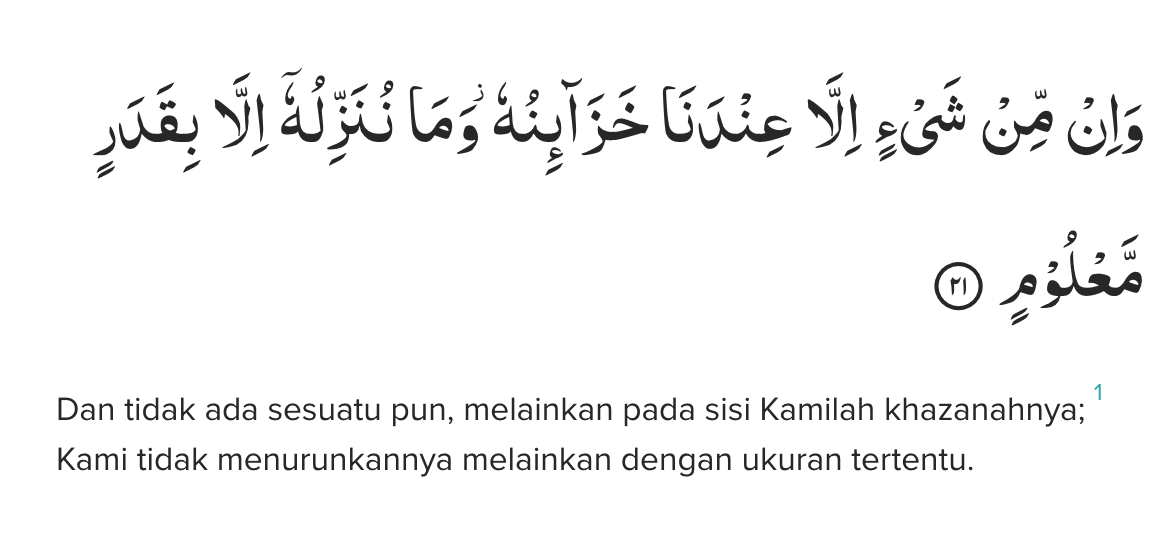 وَاِنْ مِّنْ شَيْءٍ اِلَّا عِنْدَنَا خَزَاۤىِٕنُهٗ ۖوَمَا نُنَزِّلُهٗٓ اِلَّا بِقَدَرٍ
مَّعْلُوْمٍ ٢١
Dan tidak ada sesuatu pun, melainkan pada sisi Kamilah khazanahnya; 1
Kami tidak menurunkannya melainkan dengan ukuran tertentu.